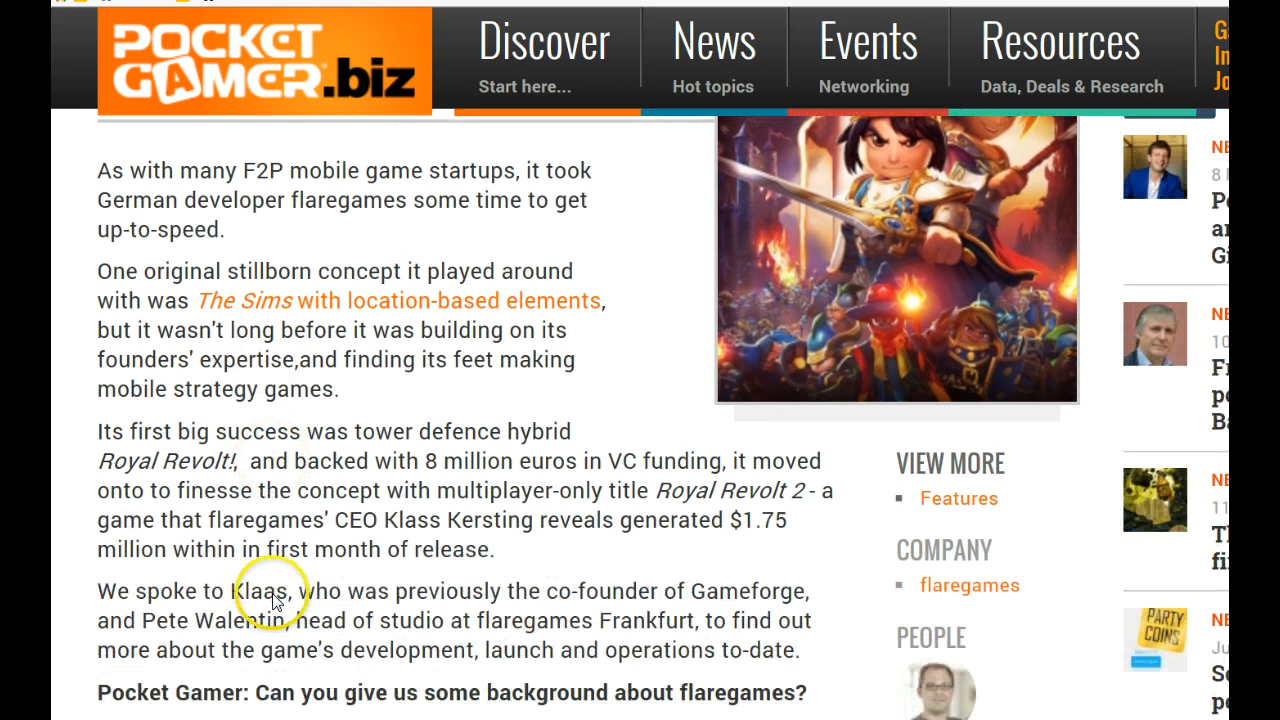 POCKET
GAMER.biz
Discover
Start here...
News
Hot topics
Events
Networking
Resources
Data, Deals & Research
As with many F2P mobile game startups, it took
German developer flaregames some time to get
up-to-speed.
One original stillborn concept it played around
with was The Sims with location-based elements,
but it wasn't long before it was building on its
founders' expertise,and finding its feet making
mobile strategy games.
Its first big success was tower defence hybrid
Royal Revolt!, and backed with 8 million euros in VC funding, it moved
onto to finesse the concept with multiplayer-only title Royal Revolt 2 - a
game that flaregames' CEO Klass Kersting reveals generated $1.75
million within in first month of release.
We spoke to Klaas, who was previously the co-founder of Gameforge,
and Pete Walentin, head of studio at flaregames Frankfurt, to find out
more about the game's development, launch and operations to-date.
Pocket Gamer: Can you give us some background about flaregames?
VIEW MORE
Features
COMPANY
flaregames
PEOPLE
PARTY
COINS